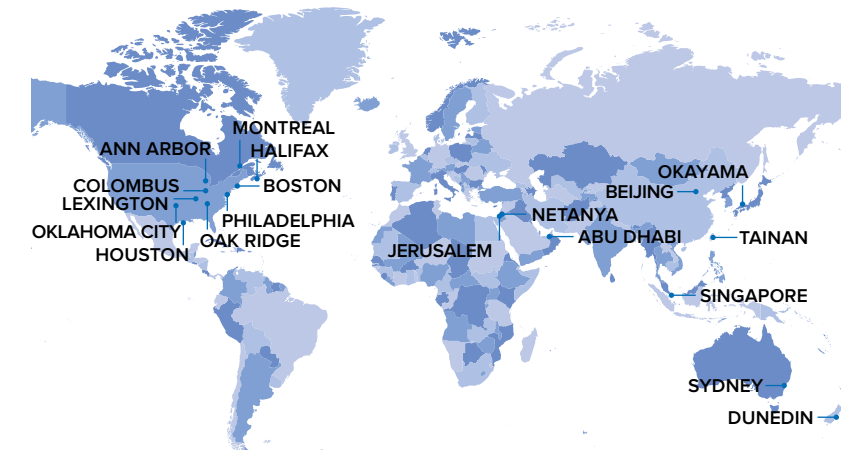 MONTREAL
ANN ARBOR
HALIFAX
COLOMBUS
BOSTON
LEXINGTON
PHILADELPHIA
OKLAHOMA CITY
OAK RIDGE
HOUSTON
OKAYAMA
BEIJING
NETANYA
ABU DHABI
TAINAN
JERUSALEM
SINGAPORE
SYDNEY
DUNEDIN